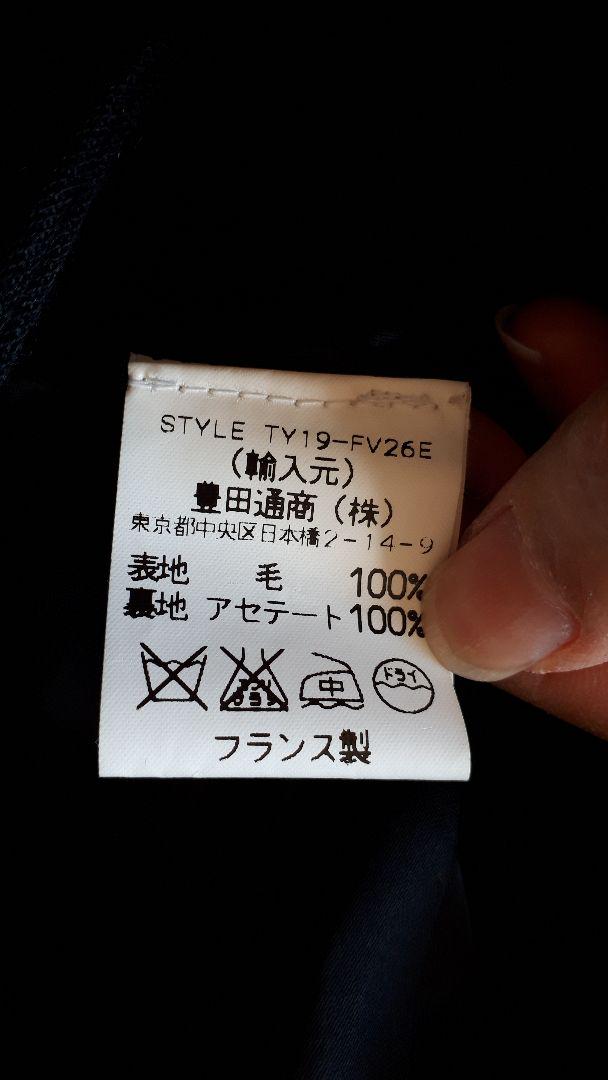 STYLE TY19-FV26E
(輸入元)
豊田通商(株)
東京都中央区日本橋2-14-9
表地 毛 100%
裏地 アセテート100%
中 ドライ
フランス製